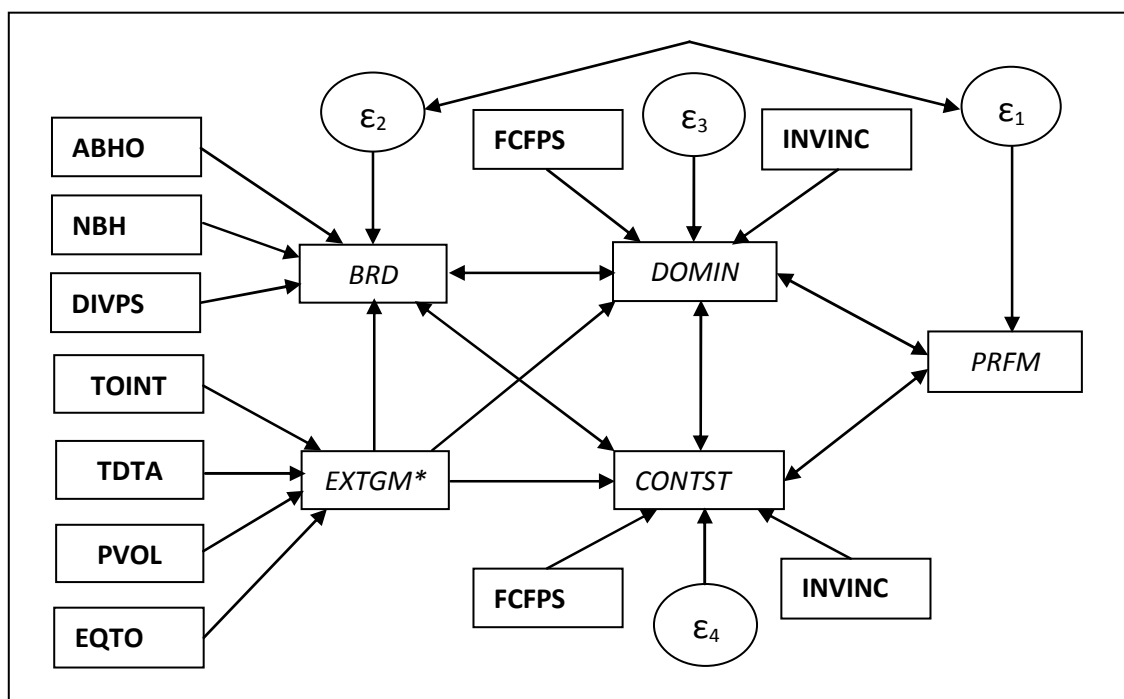 ε2
ε3
ε1
FCFPS
INVINC
ABHO
NBH
DIVPS
BRD
DOMIN
PRFM
TOINT
TDTA
PVOL
EQTO
EXTGM*
CONTST
FCFPS
INVINC
ε4